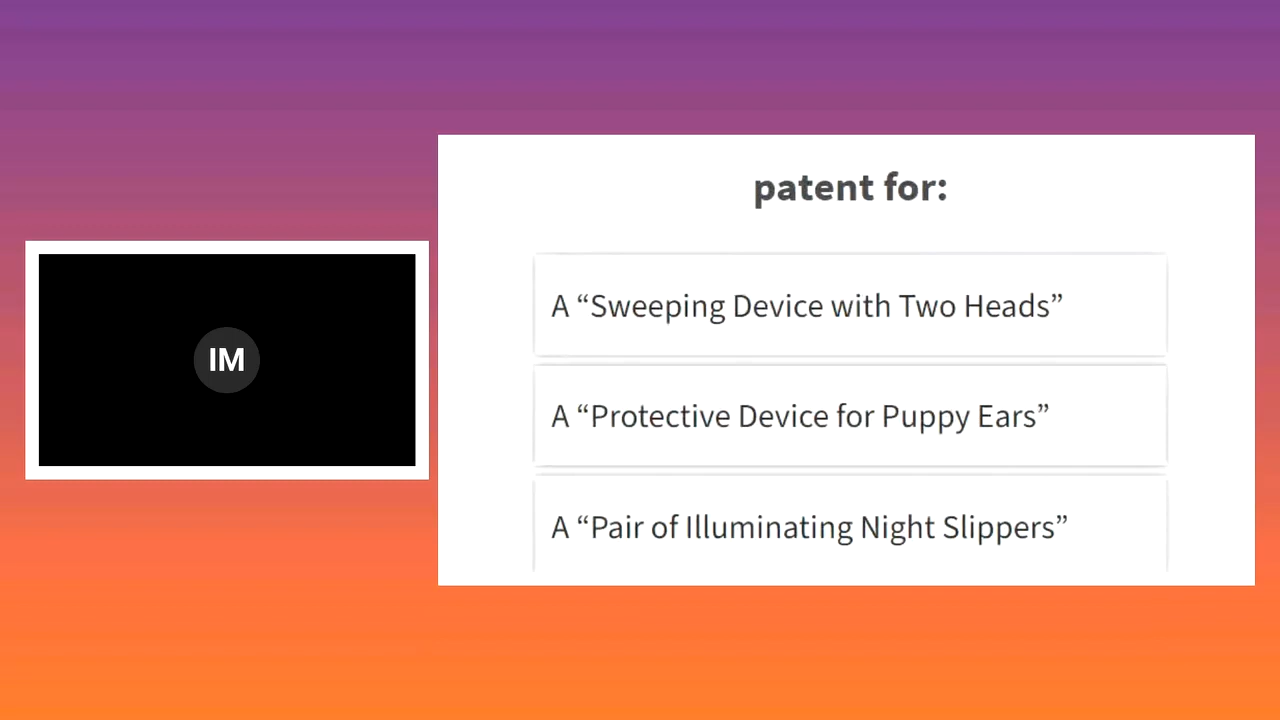 patent for:
A “Sweeping Device with Two Heads”
IM
A “Protective Device for Puppy Ears”
A “Pair of Illuminating Night Slippers”